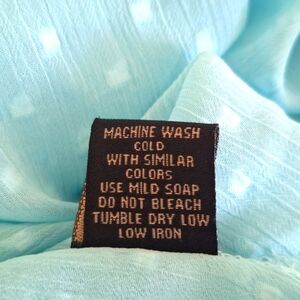 MACHINE WASH
COLD
WITH SIMILAR
COLORS
USE MILD SOAP
DO NOT BLEACH
TUMBLE DRY LOW
LOW IRON